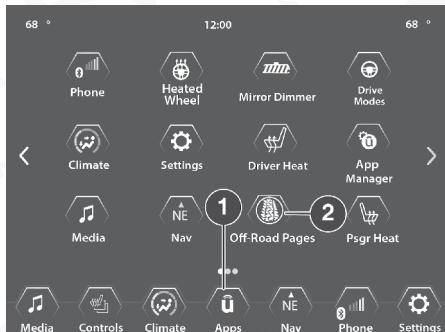 68 ° 12:00 68 °
Phone
Heated
Wheel
Mirror Dimmer
Drive
Modes
Climate
Settings
Driver Heat
App
Manager
û
NE
1
2
Media
Nav
Off-Road Pages
Psgr Heat
û
NE
Media Controls Climate Apps Nav Phone Settings